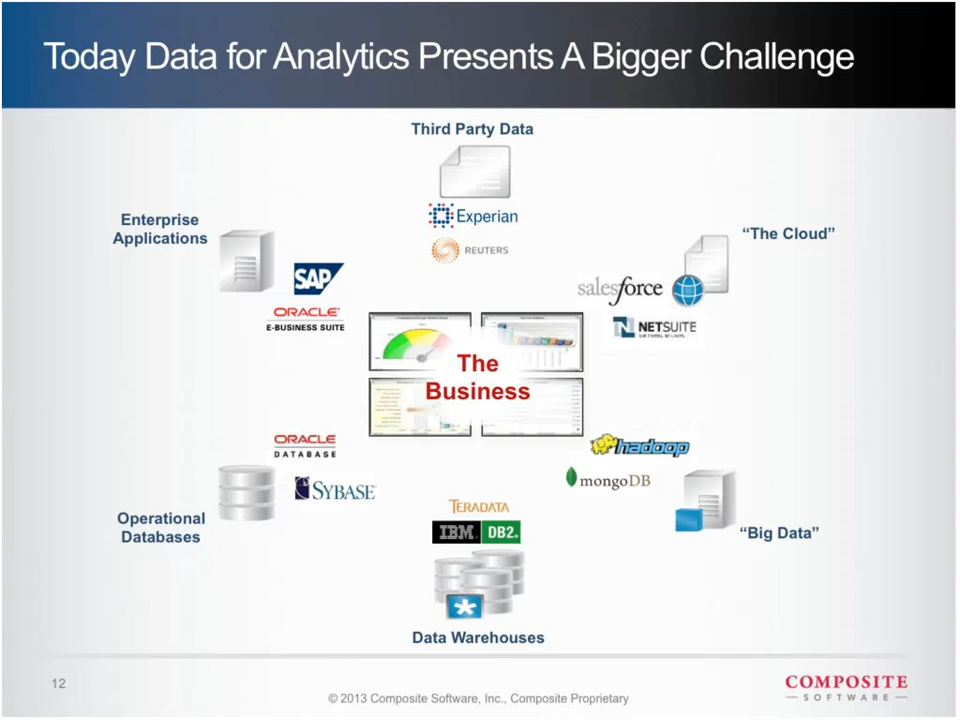 Today Data for Analytics Presents A Bigger Challenge
Third Party Data
Experian
REUTERS
Enterprise
Applications
SAP
ORACLE
E-BUSINESS SUITE
“The Cloud”
salesforce
NETSUITE
The
Business
ORACLE
DATABASE
SYBASE
Operational
Databases
hadoop
mongoDB
“Big Data”
TERADATA
IBM DB2.
Data Warehouses
12
© 2013 Composite Software, Inc., Composite Proprietary
COMPOSITE
SOFTWARE